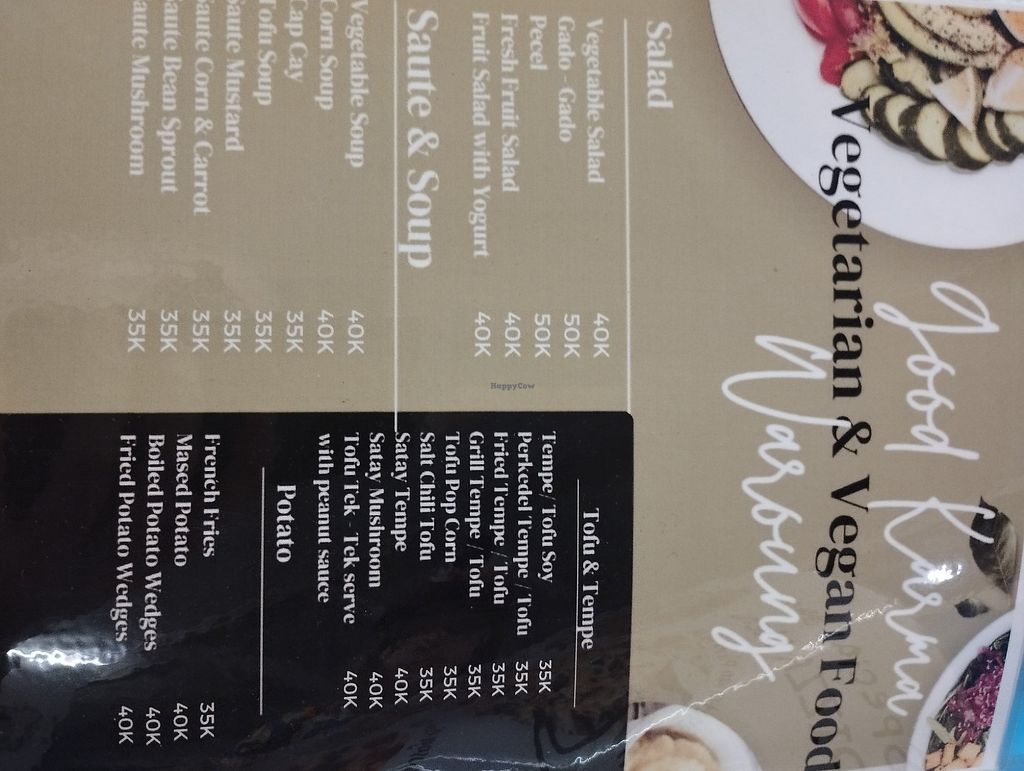 Good Karma
Vegetarian & Vegan Food
Waroung
Salad
Vegetable Salad 40K
Gado - Gado 50K
Pecel 50K
Fresh Fruit Salad 40K
Fruit Salad with Yogurt 40K
Saute & Soup
Vegetable Soup 40K
Corn Soup 40K
Cap Cay 35K
Tofu Soup 35K
Saute Mustard 35K
Saute Corn & Carrot 35K
aute Bean Sprout 35K
aute Mushroom 35K
Tofu & Tempe
Tempe/ Tofu Soy 35K
Perkedel Tempe / Tofu 35K
Fried Tempe / Tofu 35K
Grill Tempe / Tofu 35K
Tofu Pop Corn 35K
Salt Chili Tofu 35K
Satay Tempe 40K
Satay Mushroom 40K
Tofu Tek - Tek serve 40K
with peanut sauce
Potato
French Fries 35K
Mased Potato 40K
Boiled Potato Wedges 40K
Fried Potato Wedges 40K
HappyCow